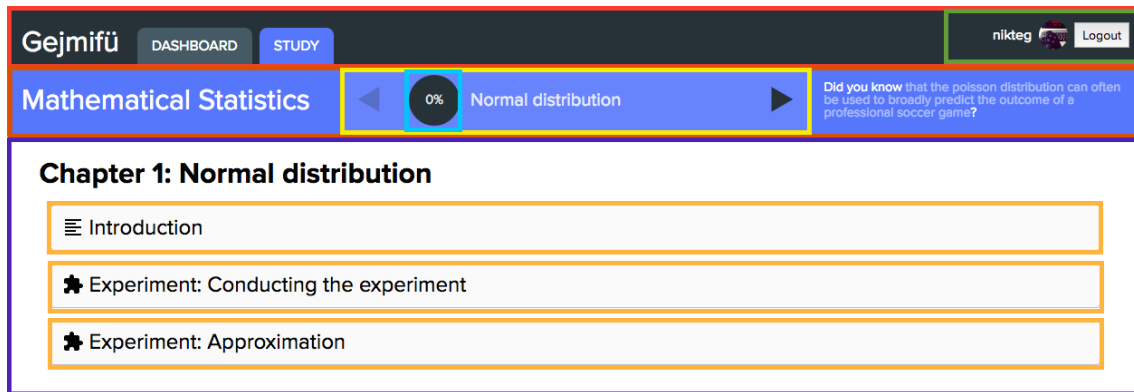 Gejmifü DASHBOARD STUDY nikteg Logout
Mathematical Statistics 0% Normal distribution
Did you know that the poisson distribution can often
be used to broadly predict the outcome of a
professional soccer game?
Chapter 1: Normal distribution
Introduction
Experiment: Conducting the experiment
Experiment: Approximation